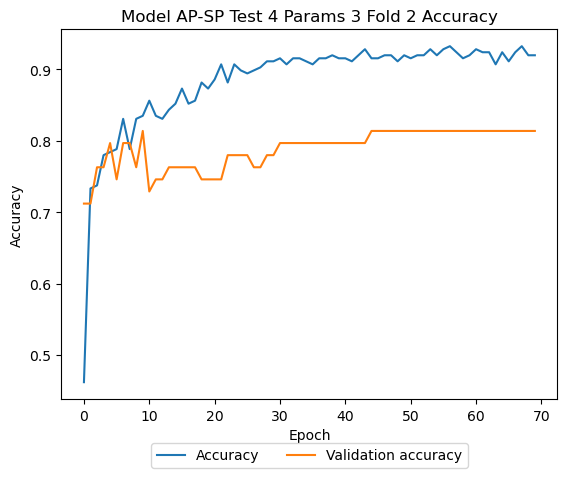 Model AP-SP Test 4 Params 3 Fold 2 Accuracy
Accuracy
0.9
0.8
0.7
0.6
0.5
0 10 20 30 40 50 60 70
Epoch
Accuracy Validation accuracy